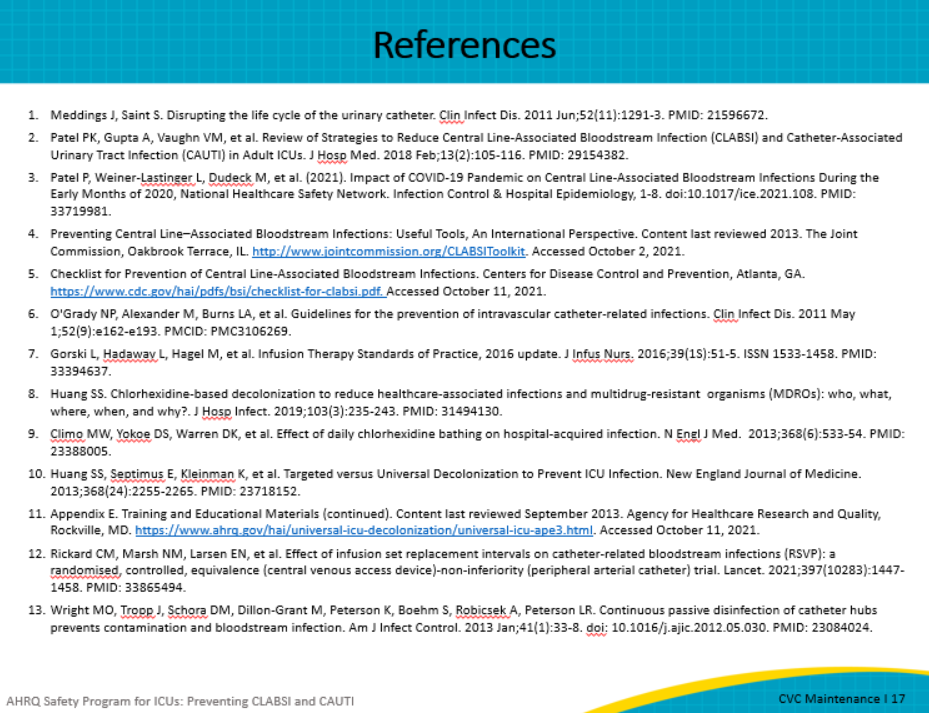 References
1. Meddings J, Saint S. Disrupting the life cycle of the urinary catheter. Clin Infect Dis. 2011 Jun;52(11):1291-3. PMID: 21596672.
2. Patel PK, Gupta A, Vaughn VM, et al. Review of Strategies to Reduce Central Line-Associated Bloodstream Infection (CLABSI) and Catheter-Associated
Urinary Tract Infection (CAUTI) in Adult ICUs. J Hosp Med. 2018 Feb;13(2):105-116. PMID: 29154382.
3. Patel P, Weiner-Lastinger L, Dudeck M, et al. (2021). Impact of COVID-19 Pandemic on Central Line-Associated Bloodstream Infections During the
Early Months of 2020, National Healthcare Safety Network. Infection Control & Hospital Epidemiology, 1-8. doi:10.1017/ice.2021.108. PMID:
33719981.
4. Preventing Central Line–Associated Bloodstream Infections: Useful Tools, An International Perspective. Content last reviewed 2013. The Joint
Commission, Oakbrook Terrace, IL. http://www.jointcommission.org/CLABSIToolkit. Accessed October 2, 2021.
5. Checklist for Prevention of Central Line-Associated Bloodstream Infections. Centers for Disease Control and Prevention, Atlanta, GA.
https://www.cdc.gov/hai/pdfs/bsi/checklist-for-clabsi.pdf. Accessed October 11, 2021.
6. O'Grady NP, Alexander M, Burns LA, et al. Guidelines for the prevention of intravascular catheter-related infections. Clin Infect Dis. 2011 May
1;52(9):e162-e193. PMCID: PMC3106269.
7. Gorski L, Hadaway L, Hagel M, et al. Infusion Therapy Standards of Practice, 2016 update. J Infus Nurs. 2016;39(1S):51-5. ISSN 1533-1458. PMID:
33394637.
8. Huang SS. Chlorhexidine-based decolonization to reduce healthcare-associated infections and multidrug-resistant organisms (MDROs): who, what,
where, when, and why?. J Hosp Infect. 2019;103(3):235-243. PMID: 31494130.
9. Climo MW, Yokoe DS, Warren DK, et al. Effect of daily chlorhexidine bathing on hospital-acquired infection. N Engl J Med. 2013;368(6):533-54. PMID:
23388005.
10. Huang SS, Septimus E, Kleinman K, et al. Targeted versus Universal Decolonization to Prevent ICU Infection. New England Journal of Medicine.
2013;368(24):2255-2265. PMID: 23718152.
11. Appendix E. Training and Educational Materials (continued). Content last reviewed September 2013. Agency for Healthcare Research and Quality,
Rockville, MD. https://www.ahrq.gov/hai/universal-icu-decolonization/universal-icu-ape3.html. Accessed October 11, 2021.
12. Rickard CM, Marsh NM, Larsen EN, et al. Effect of infusion set replacement intervals on catheter-related bloodstream infections (RSVP): a
randomised, controlled, equivalence (central venous access device)-non-inferiority (peripheral arterial catheter) trial. Lancet. 2021;397(10283):1447-
1458. PMID: 33865494.
13. Wright MO, Tropp J, Schora DM, Dillon-Grant M, Peterson K, Boehm S, Robicsek A, Peterson LR. Continuous passive disinfection of catheter hubs
prevents contamination and bloodstream infection. Am J Infect Control. 2013 Jan;41(1):33-8. doi: 10.1016/j.ajic.2012.05.030. PMID: 23084024.
AHRQ Safety Program for ICUs: Preventing CLABSI and CAUTI
CVC Maintenance I 17